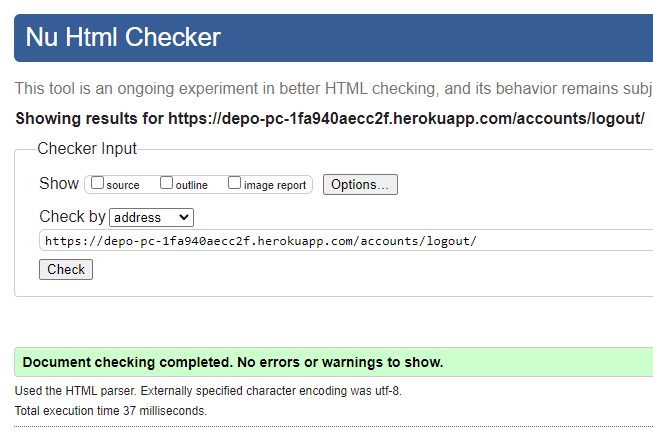 Nu Html Checker
This tool is an ongoing experiment in better HTML checking, and its behavior remains subj
Showing results for https://depo-pc-1fa940aecc2f.herokuapp.com/accounts/logout/
Checker Input
Show source outline image report Options...
Check by address
https://depo-pc-1fa940aecc2f.herokuapp.com/accounts/logout/
Check
Document checking completed. No errors or warnings to show.
Used the HTML parser. Externally specified character encoding was utf-8.
Total execution time 37 milliseconds.